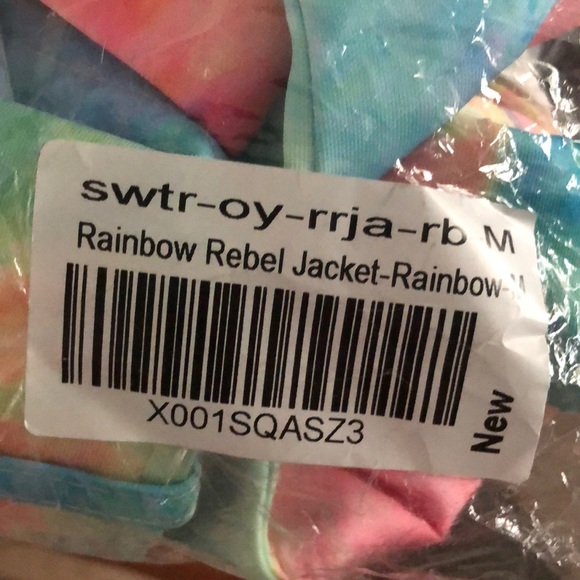 swtr-oy-rrja-rb M
Rainbow Rebel Jacket-Rainbow-M
X001SQASZ3
New